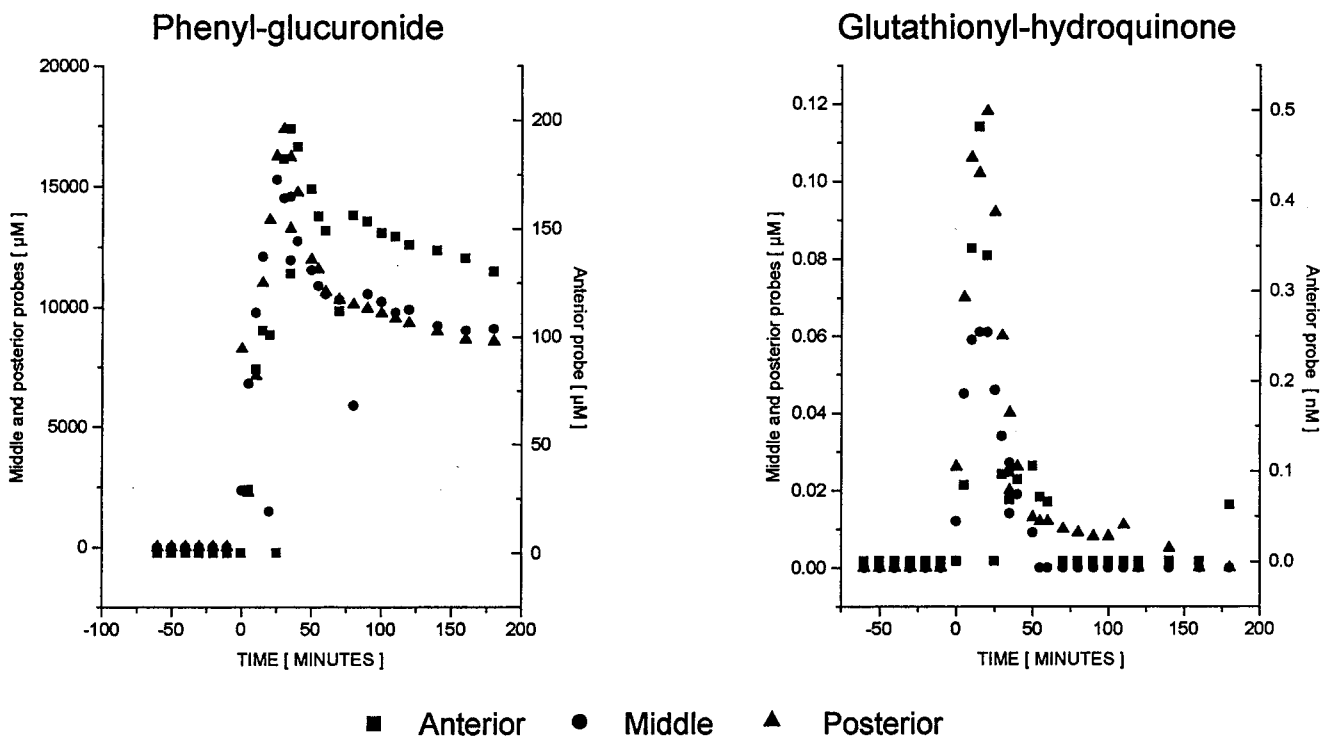 Phenyl-glucuronide
20000
15000
10000
5000
0
Middle and posterior probes [ µM ]
200
150
100
50
0
Anterior probe [ µM ]
-100 -50 0 50 100 150 200
TIME [ MINUTES ]
Glutathionyl-hydroquinone
0.12
0.10
0.08
0.06
0.04
0.02
0.00
Middle and posterior probes [ µM ]
0.5
0.4
0.3
0.2
0.1
0.0
Anterior probe [ nM ]
-50 0 50 100 150 200
TIME [ MINUTES ]
Anterior Middle Posterior